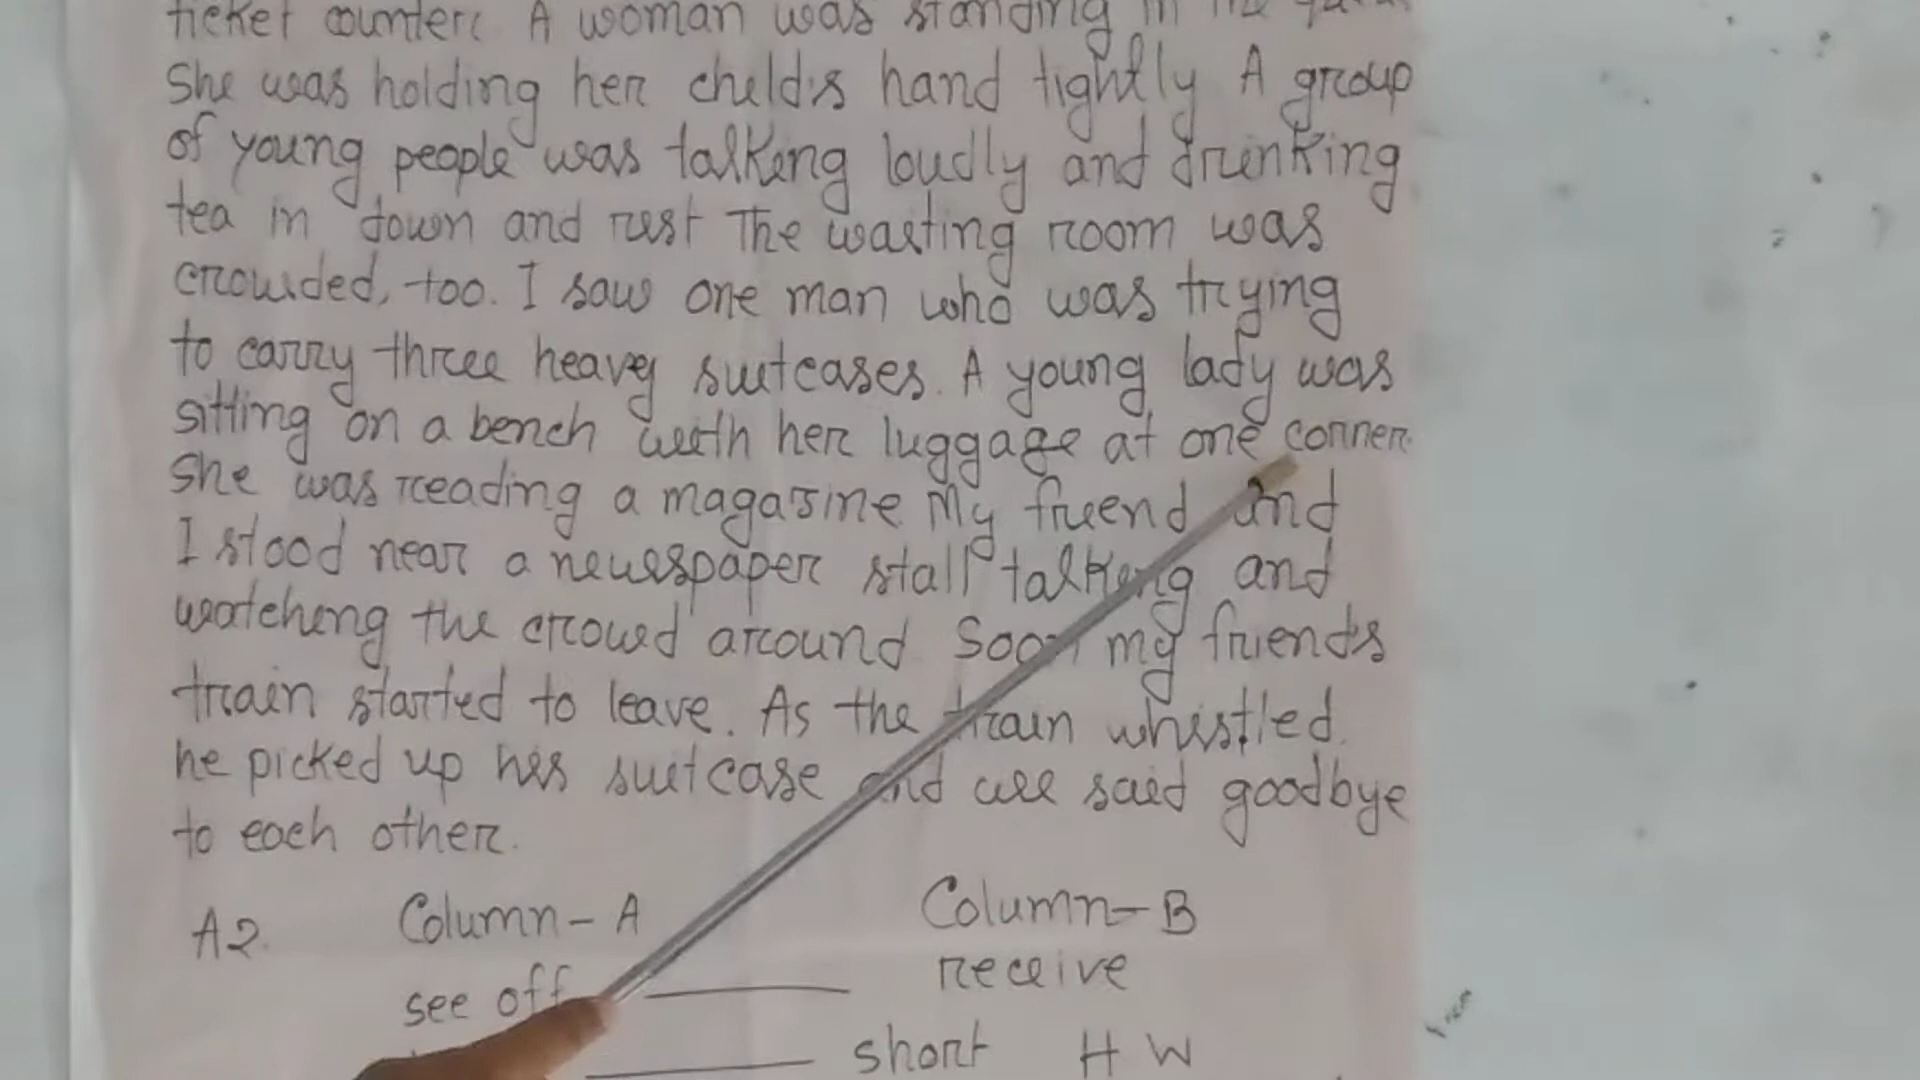 ticket counter. A woman was standing in the
She was holding her child's hand tightly A group
of young people was talking loudly and drinking
tea in down and rest The waiting room was
crowded, too. I saw one man who was trying
to carry three heavy suitcases. A young lady was
sitting on a bench with her luggage at one corner.
She was reading a magazine. My friend and
I stood near a newspaper stall talking and
watching the crowd around Soon my friend's
train started to leave. As the train whistled.
he picked up his suitcase and we said goodbye
to each other.
A2. Column-A Column-B
see off receive
short H W